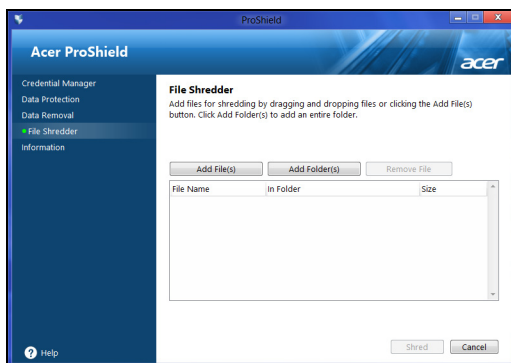 ProShield
Acer ProShield
acer
Credential Manager
Data Protection
Data Removal
File Shredder
Information
File Shredder
Add files for shredding by dragging and dropping files or clicking the Add File(s)
button. Click Add Folder(s) to add an entire folder.
Add File(s) Add Folder(s) Remove File
File Name In Folder Size
Shred Cancel
? Help